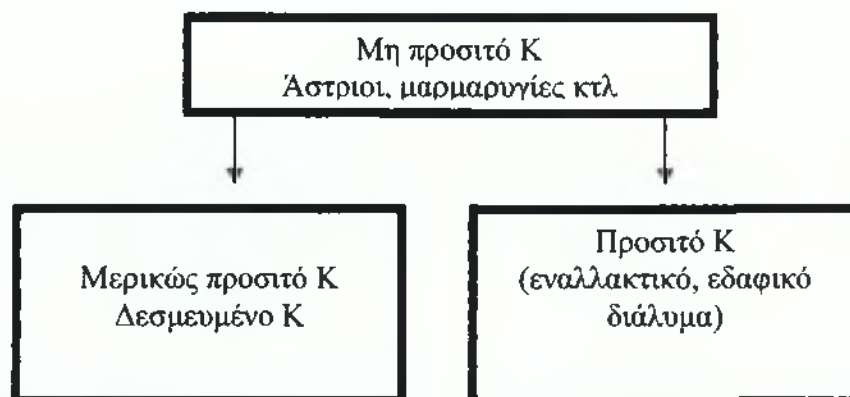 Μη προσιτό Κ
Άστριοι, μαρμαρυγίες κτλ
Μερικώς προσιτό Κ
Δεσμευμένο Κ
Προσιτό Κ
(εναλλακτικό, εδαφικό
διάλυμα)